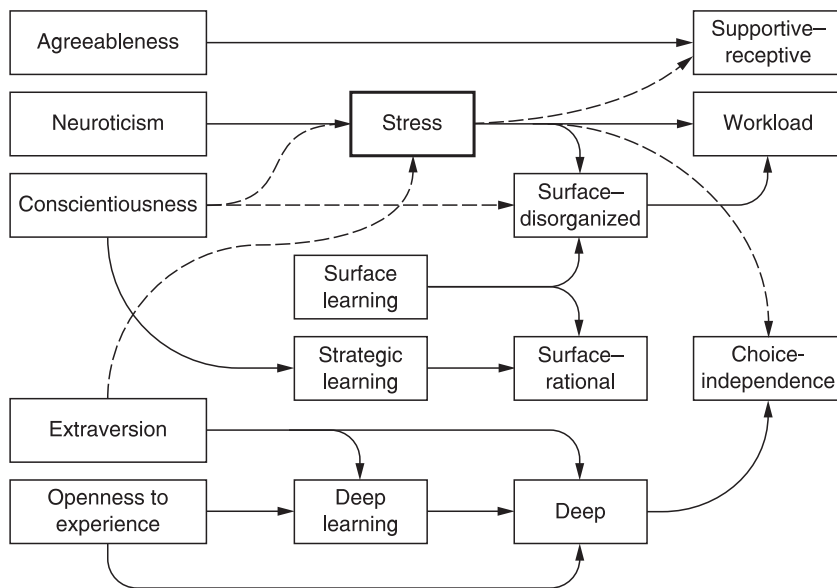 Agreeableness
Supportive–
receptive
Neuroticism
Stress
Workload
Conscientiousness
Surface–
disorganized
Surface
learning
Strategic
learning
Surface–
rational
Choice-
independence
Extraversion
Openness to
experience
Deep
learning
Deep